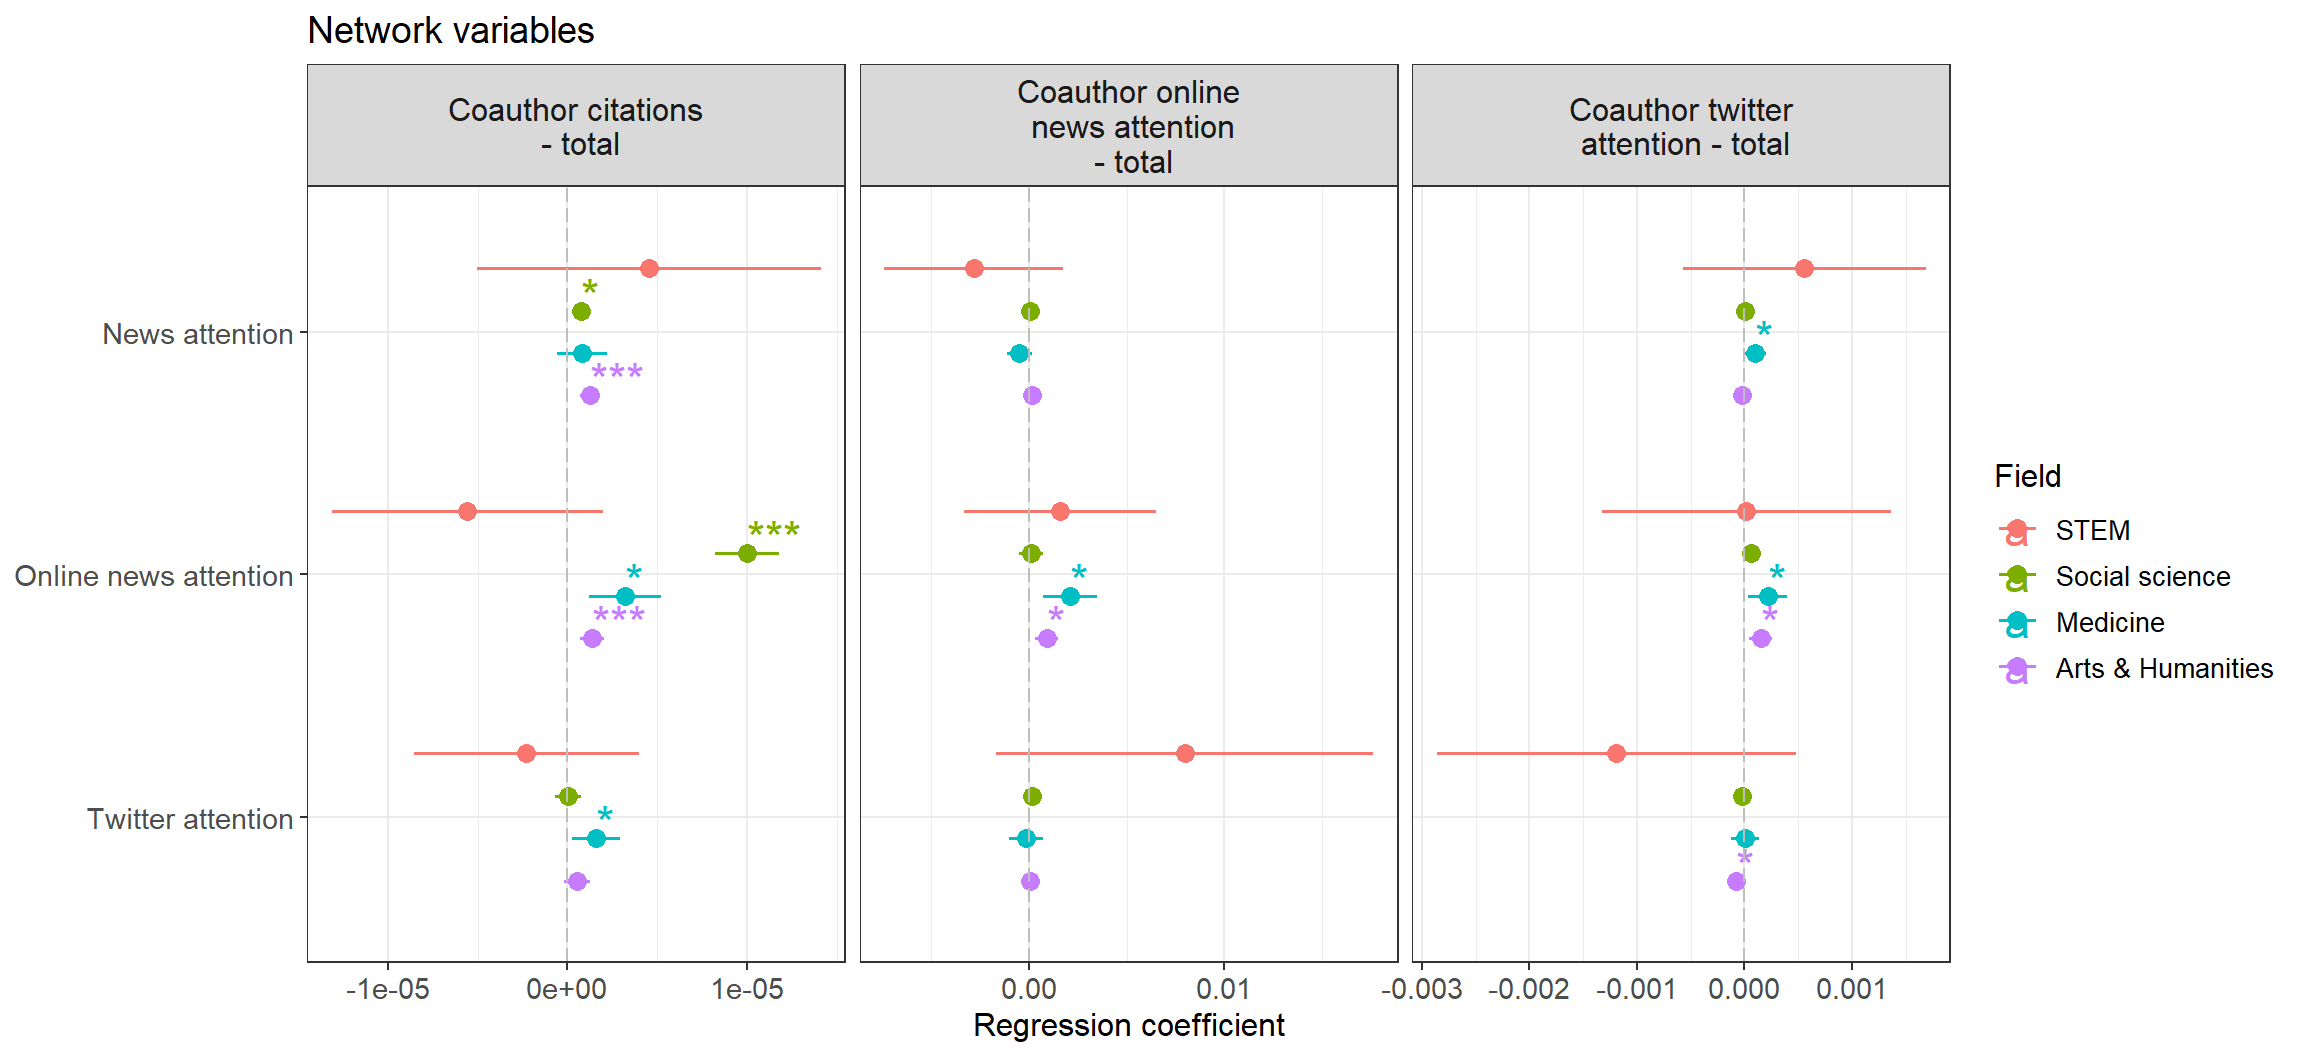 Network variables
Coauthor citations
- total
Coauthor online
news attention
- total
Coauthor twitter
attention - total
*
***
*
News attention
***
*
***
*
*
*
*
Online news attention
*
*
Twitter attention
-1e-05 0e+00 1e-05
0.00 0.01
-0.003 -0.002 -0.001 0.000 0.001
Regression coefficient
Field
a STEM
a Social science
a Medicine
a Arts & Humanities